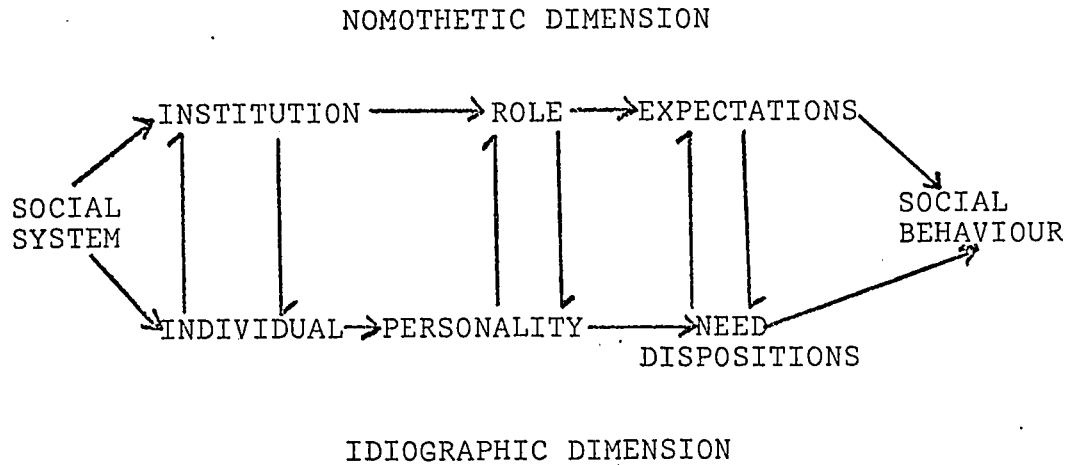 NOMOTHETIC DIMENSION
INSTITUTION ROLE EXPECTATIONS
SOCIAL SYSTEM
SOCIAL BEHAVIOUR
INDIVIDUAL PERSONALITY NEED DISPOSITIONS
IDIOGRAPHIC DIMENSION